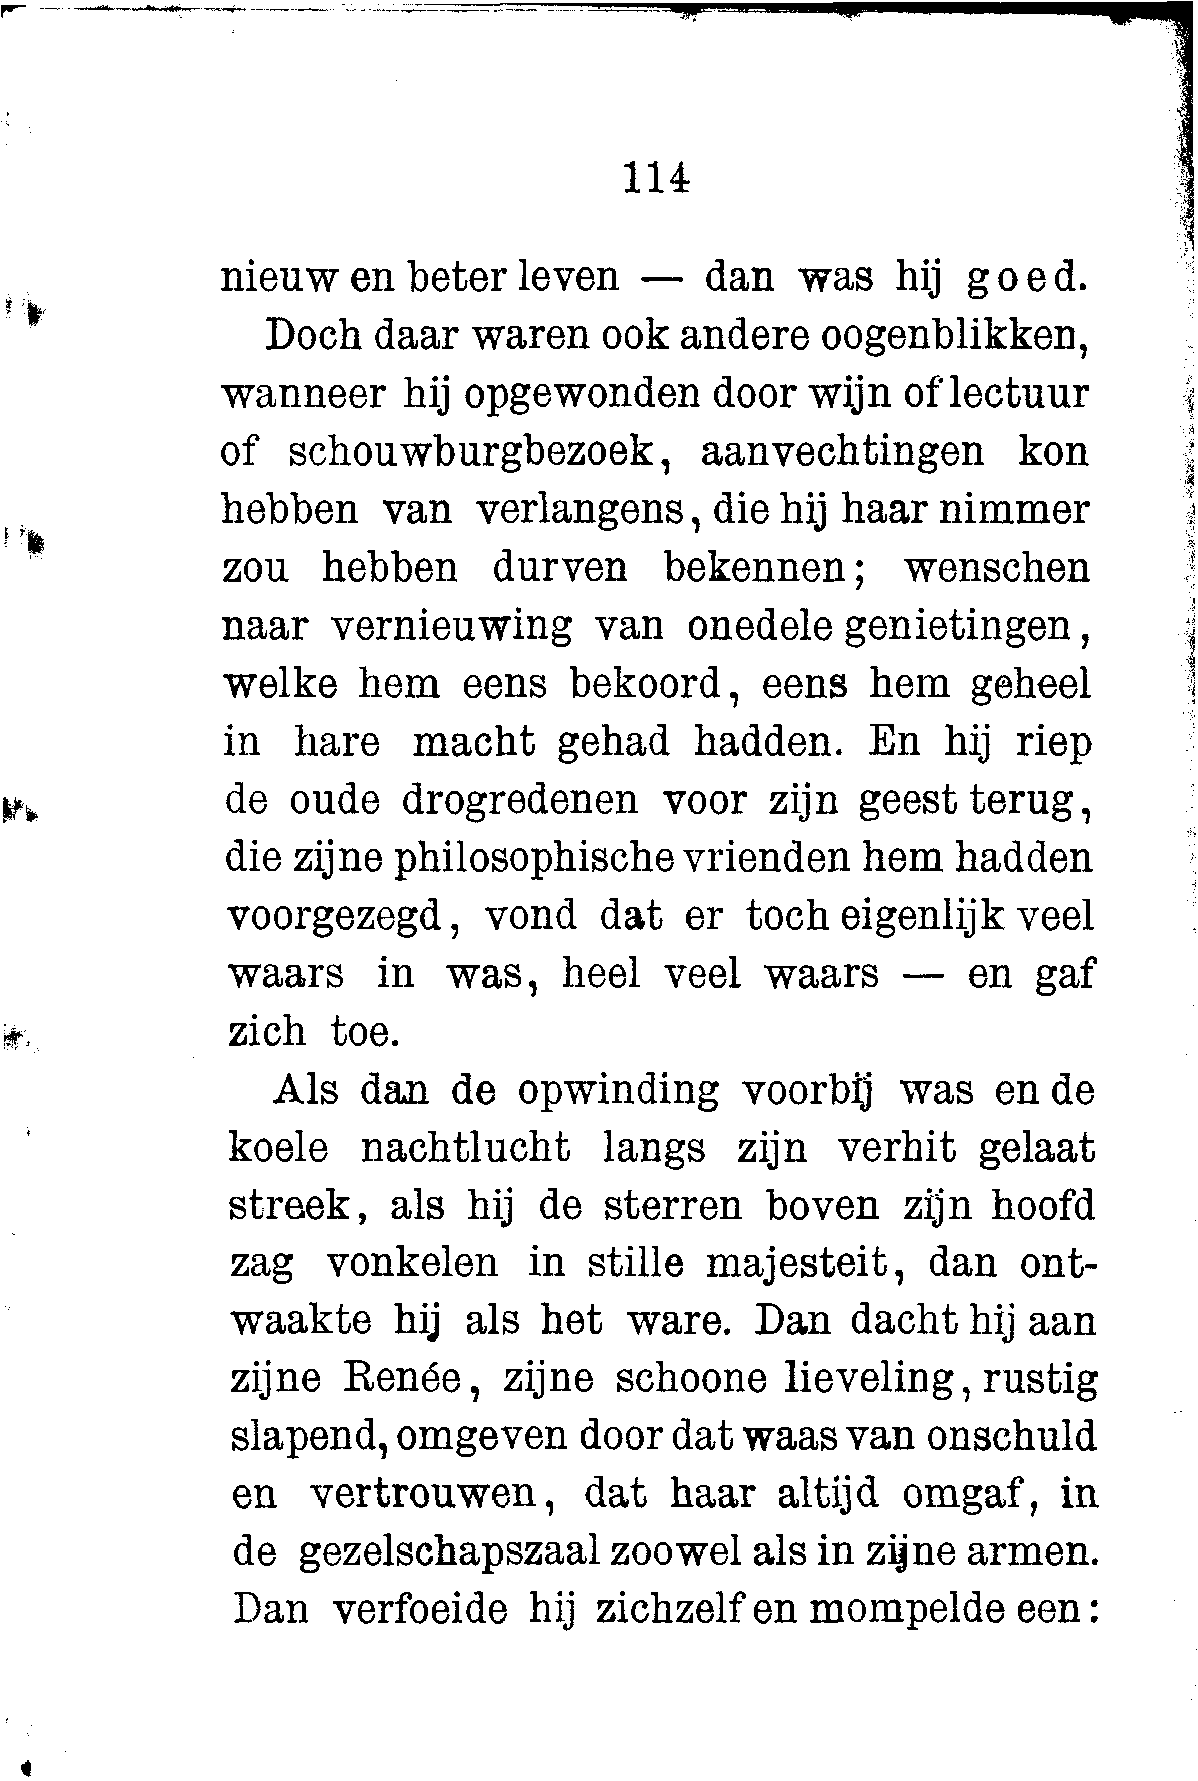 114
nieuw en beter leven — dan was hij goed.
Doch daar waren ook andere oogenblikken,
wanneer hij opgewonden door wijn of lectuur
of schouwburgbezoek, aanvechtingen kon
hebben van verlangens, die hij haar nimmer
zou hebben durven bekennen; wenschen
naar vernieuwing van onedele genietingen,
welke hem eens bekoord, eens hem geheel
in hare macht gehad hadden. En hij riep
de oude drogredenen voor zijn geest terug,
die zijne philosophische vrienden hem hadden
voorgezegd, vond dat er toch eigenlijk veel
waars in was, heel veel waars — en gaf
zich toe.
Als dan de opwinding voorbij was en de
koele nachtlucht langs zijn verhit gelaat
streek, als hij de sterren boven zijn hoofd
zag vonkelen in stille majesteit, dan ont-
waakte hij als het ware. Dan dacht hij aan
zijne Renée, zijne schoone lieveling, rustig
slapend, omgeven door dat waas van onschuld
en vertrouwen, dat haar altijd omgaf, in
de gezelschapszaal zoowel als in zijne armen.
Dan verfoeide hij zichzelf en mompelde een: